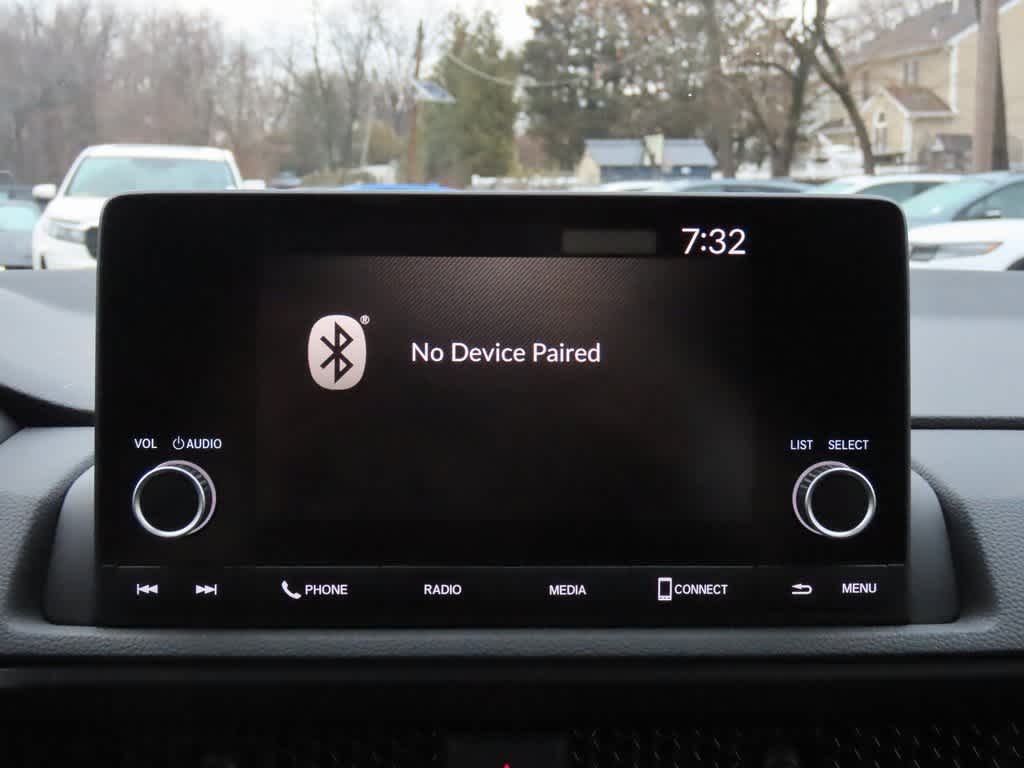 7:32
®
No Device Paired
VOL AUDIO
LIST SELECT
PHONE RADIO MEDIA CONNECT MENU